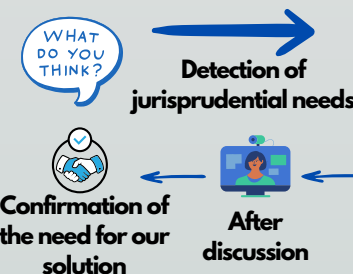 WHAT
DO YOU
THINK?
Detection of
jurisprudential needs
Confirmation of
the need for our
solution
After
discussion